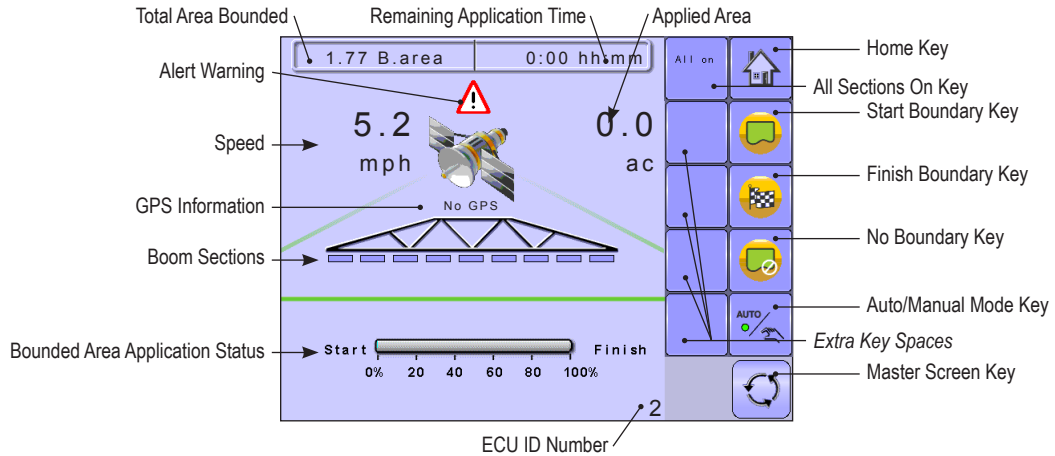 Total Area Bounded
Remaining Application Time
Applied Area
Alert Warning
Speed
GPS Information
Boom Sections
Bounded Area Application Status
1.77 B.area
0:00 hh:mm
5.2
mph
0.0
ac
No GPS
Start
Finish
0% 20 40 60 80 100%
2
ECU ID Number
All on
AUTO
Home Key
All Sections On Key
Start Boundary Key
Finish Boundary Key
No Boundary Key
Auto/Manual Mode Key
Extra Key Spaces
Master Screen Key